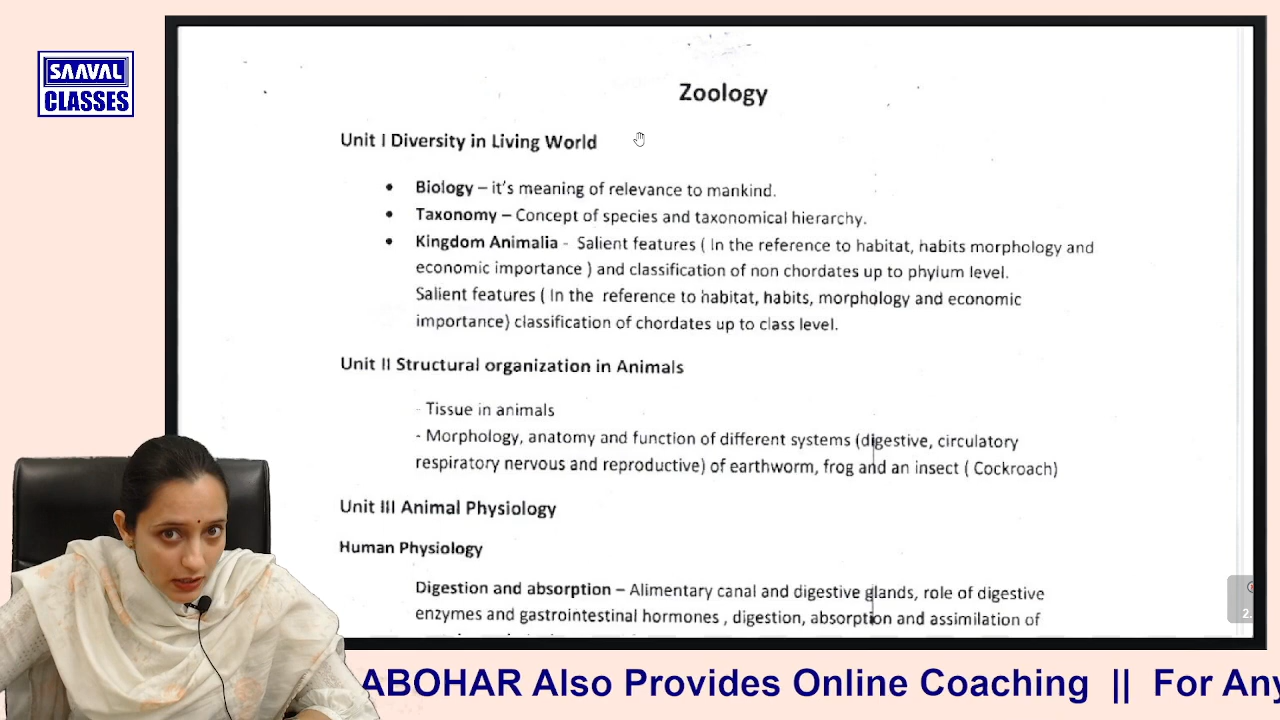 SAAVAL
CLASSES
Zoology
Unit I Diversity in Living World
• Biology – it's meaning of relevance to mankind.
• Taxonomy – Concept of species and taxonomical hierarchy.
• Kingdom Animalia - Salient features ( In the reference to habitat, habits morphology and
economic importance ) and classification of non chordates up to phylum level.
Salient features ( In the reference to habitat, habits, morphology and economic
importance) classification of chordates up to class level.
Unit II Structural organization in Animals
- Tissue in animals
- Morphology, anatomy and function of different systems (digestive, circulatory
respiratory nervous and reproductive) of earthworm, frog and an insect ( Cockroach)
Unit III Animal Physiology
Human Physiology
Digestion and absorption – Alimentary canal and digestive glands, role of digestive
enzymes and gastrointestinal hormones , digestion, absorption and assimilation of
2.
ABOHAR Also Provides Online Coaching || For Any